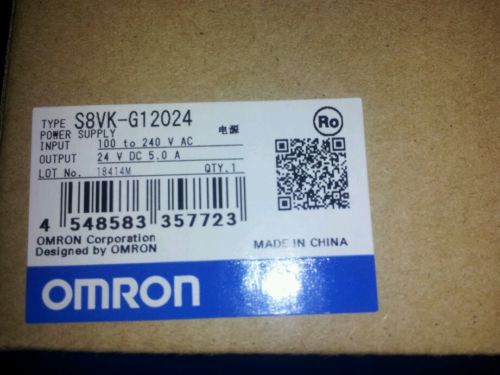 TYPE S8VK-G12024
POWER SUPPLY 电源
INPUT 100 to 240 V AC
OUTPUT 24 V DC 5.0 A
LOT No. 18414M QTY.1
Ro
4 548583 357723
OMRON Corporation
Designed by OMRON
MADE IN CHINA
OMRON